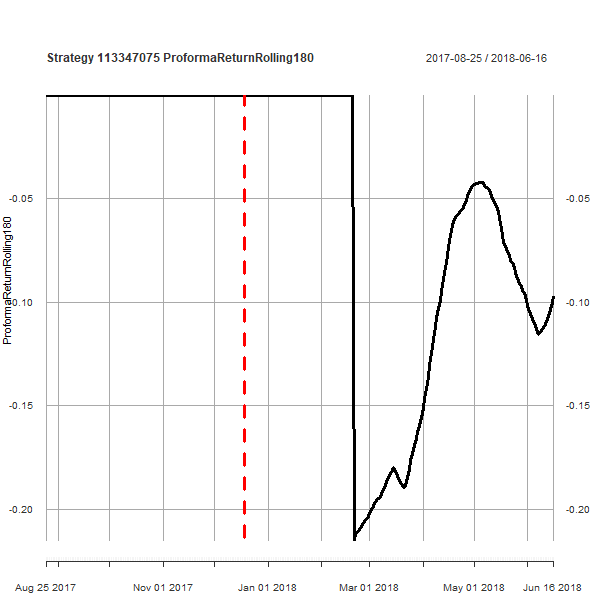 Strategy 113347075 ProformaReturnRolling180
2017-08-25 / 2018-06-16
ProformaReturnRolling180
-0.05
-0.10
-0.15
-0.20
-0.05
-0.10
-0.15
-0.20
Aug 25 2017
Nov 01 2017
Jan 01 2018
Mar 01 2018
May 01 2018
Jun 16 2018